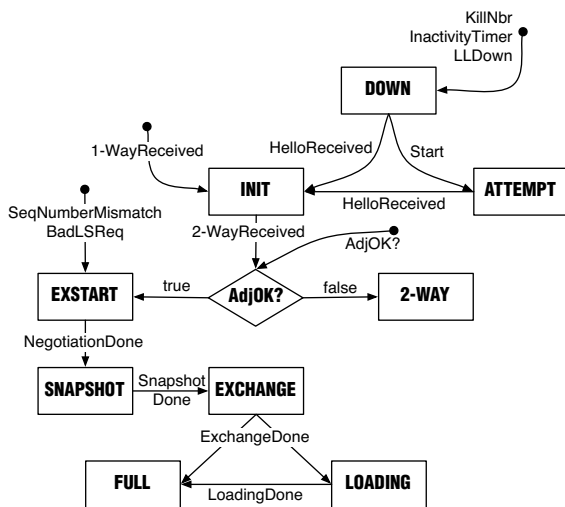 KillNbr
InactivityTimer
LLDown
DOWN
1-WayReceived
HelloReceived
Start
INIT
ATTEMPT
HelloReceived
SeqNumberMismatch
BadLSReq
2-WayReceived
AdjOK?
EXSTART
true
AdjOK?
false
2-WAY
NegotiationDone
SNAPSHOT
Snapshot
Done
EXCHANGE
ExchangeDone
FULL
LoadingDone
LOADING